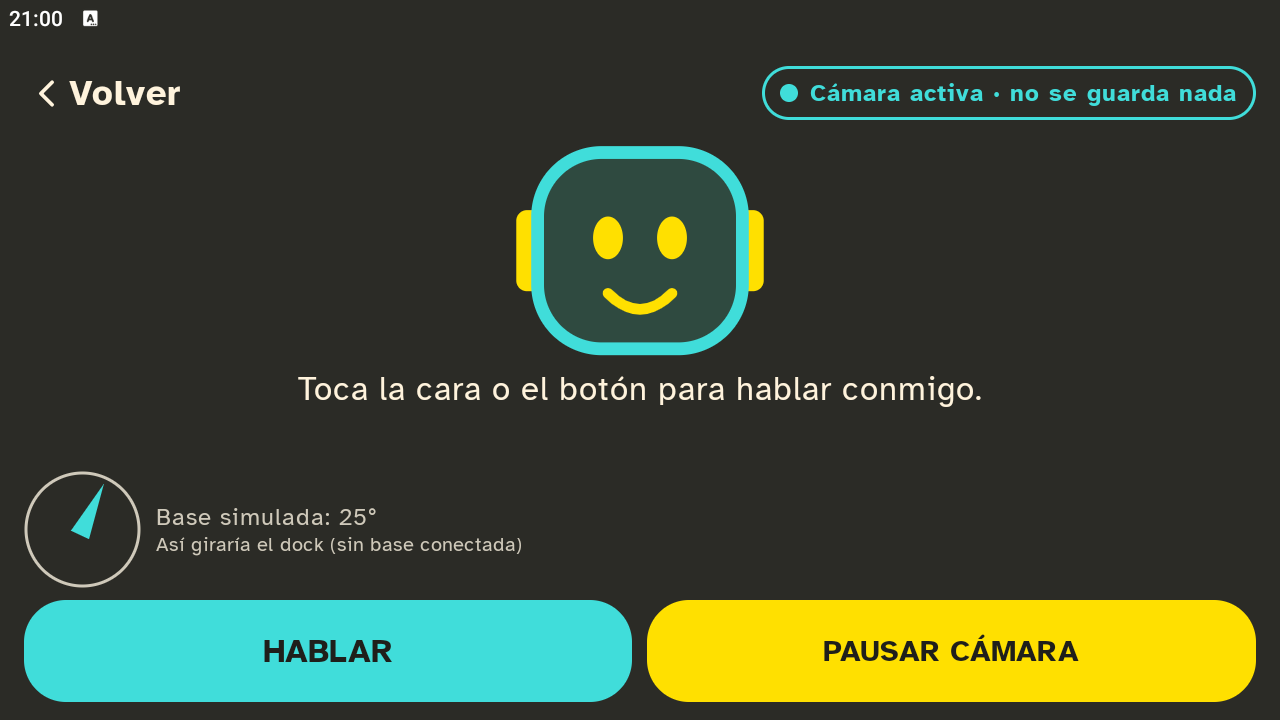 21:00
Volver
Cámara activa · no se guarda nada
Toca la cara o el botón para hablar conmigo.
Base simulada: 25°
Así giraría el dock (sin base conectada)
HABLAR
PAUSAR CÁMARA